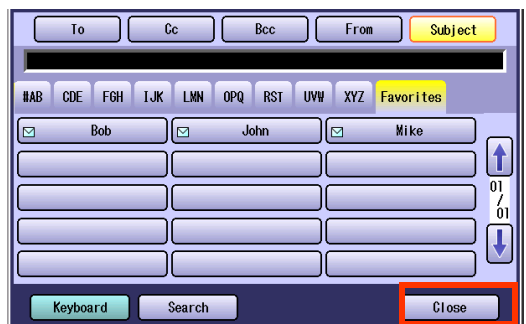 To Cc Bcc From Subject
#AB CDE FGH IJK LMN OPQ RST UVW XYZ Favorites
Bob John Mike
01
/
01
Keyboard Search Close